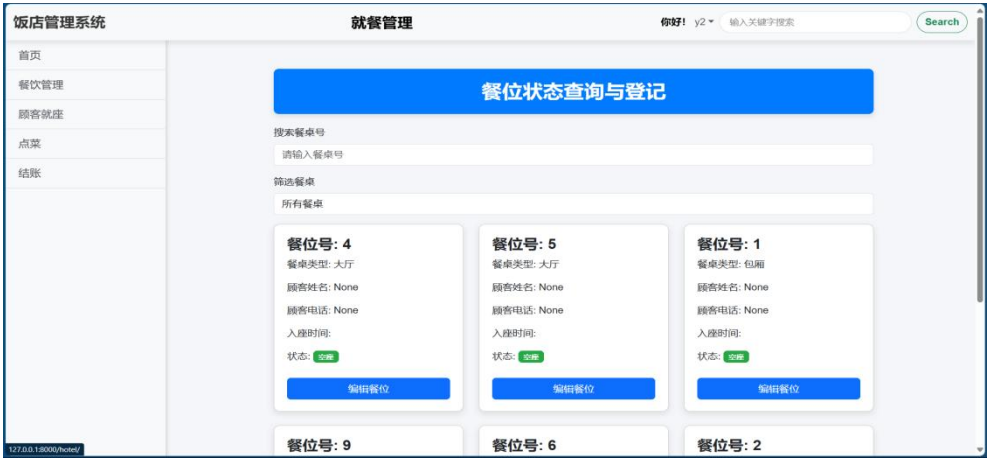 饭店管理系统 就餐管理 你好! y2 输入关键字搜索 Search
首页
餐饮管理
顾客就座
点菜
结账
餐位状态查询与登记
搜索餐桌号
请输入餐桌号
筛选餐桌
所有餐桌
餐位号: 4
餐桌类型: 大厅
顾客姓名: None
顾客电话: None
入座时间:
状态: 空座
编辑餐位
餐位号: 5
餐桌类型: 大厅
顾客姓名: None
顾客电话: None
入座时间:
状态: 空座
编辑餐位
餐位号: 1
餐桌类型: 包厢
顾客姓名: None
顾客电话: None
入座时间:
状态: 空座
编辑餐位
餐位号: 9
餐位号: 6
餐位号: 2
127.0.0.1:8000/hotel/